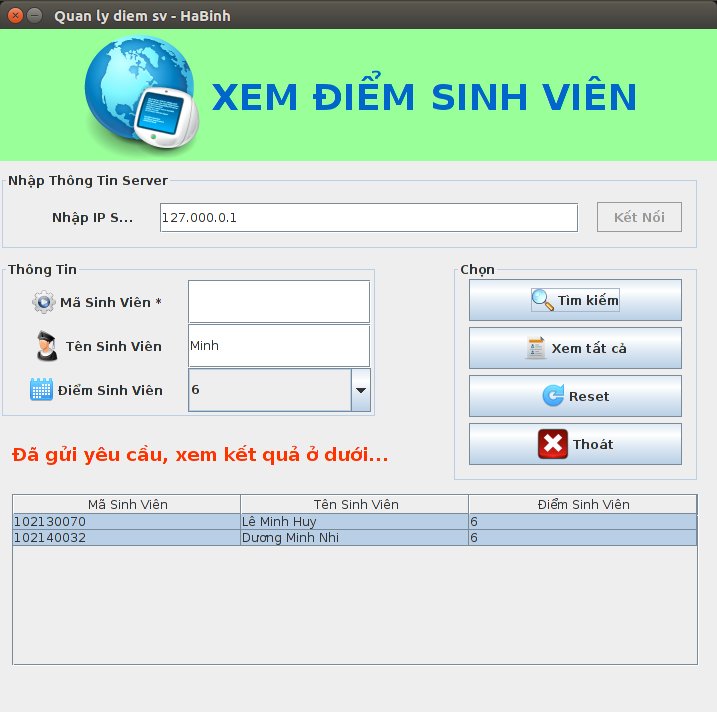 Quan ly diem sv - HaBinh
XEM ĐIỂM SINH VIÊN
Nhập Thông Tin Server
Nhập IP S... 127.000.0.1 Kết Nối
Thông Tin
Mã Sinh Viên *
Tên Sinh Viên Minh
Điểm Sinh Viên 6
Chọn
Tìm kiếm
Xem tất cả
Reset
Thoát
Đã gửi yêu cầu, xem kết quả ở dưới...
Mã Sinh Viên Tên Sinh Viên Điểm Sinh Viên
102130070 Lê Minh Huy 6
102140032 Dương Minh Nhi 6